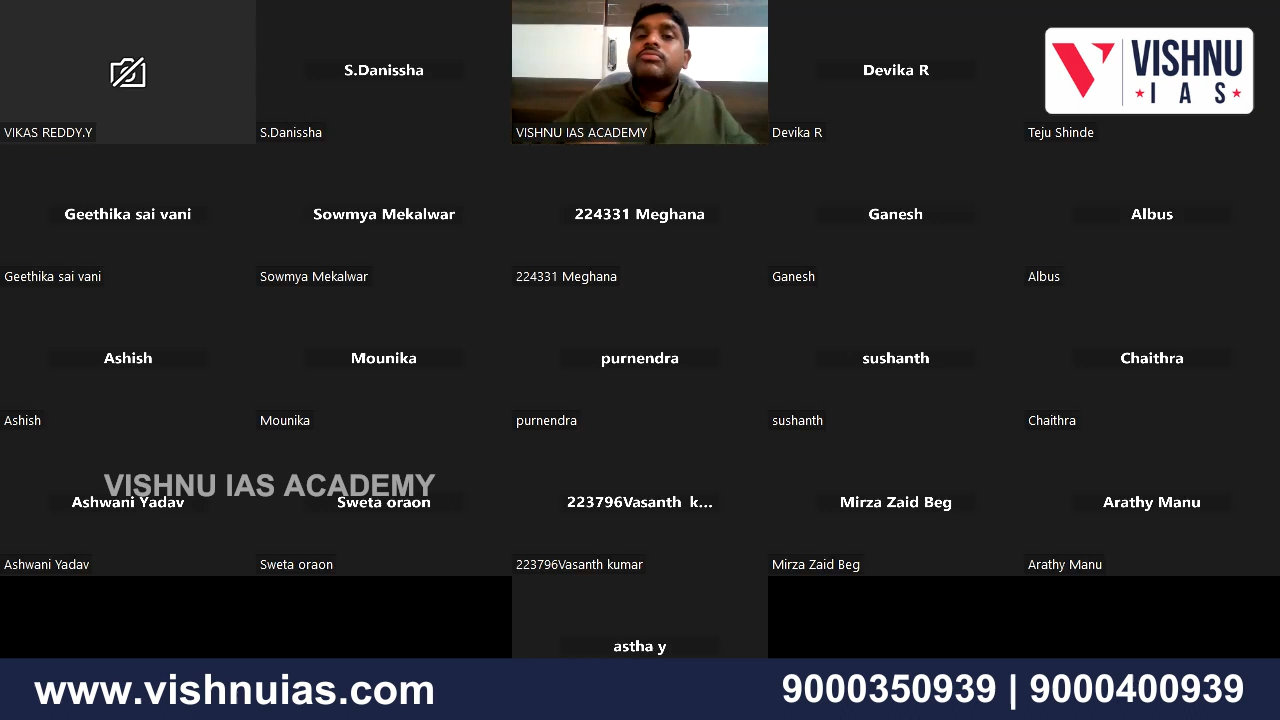 S.Danissha
Devika R
VISHNU
I A S
VIKAS REDDY.Y
S.Danissha
VISHNU IAS ACADEMY
Devika R
Teju Shinde
Geethika sai vani
Sowmya Mekalwar
224331 Meghana
Ganesh
Albus
Geethika sai vani
Sowmya Mekalwar
224331 Meghana
Ganesh
Albus
Ashish
Mounika
purnendra
sushanth
Chaithra
Ashish
Mounika
purnendra
sushanth
Chaithra
VISHNU IAS ACADEMY
Ashwani Yadav
Sweta oraon
223796Vasanth k...
Mirza Zaid Beg
Arathy Manu
Ashwani Yadav
Sweta oraon
223796Vasanth kumar
Mirza Zaid Beg
Arathy Manu
astha y
www.vishnuias.com
9000350939 | 9000400939